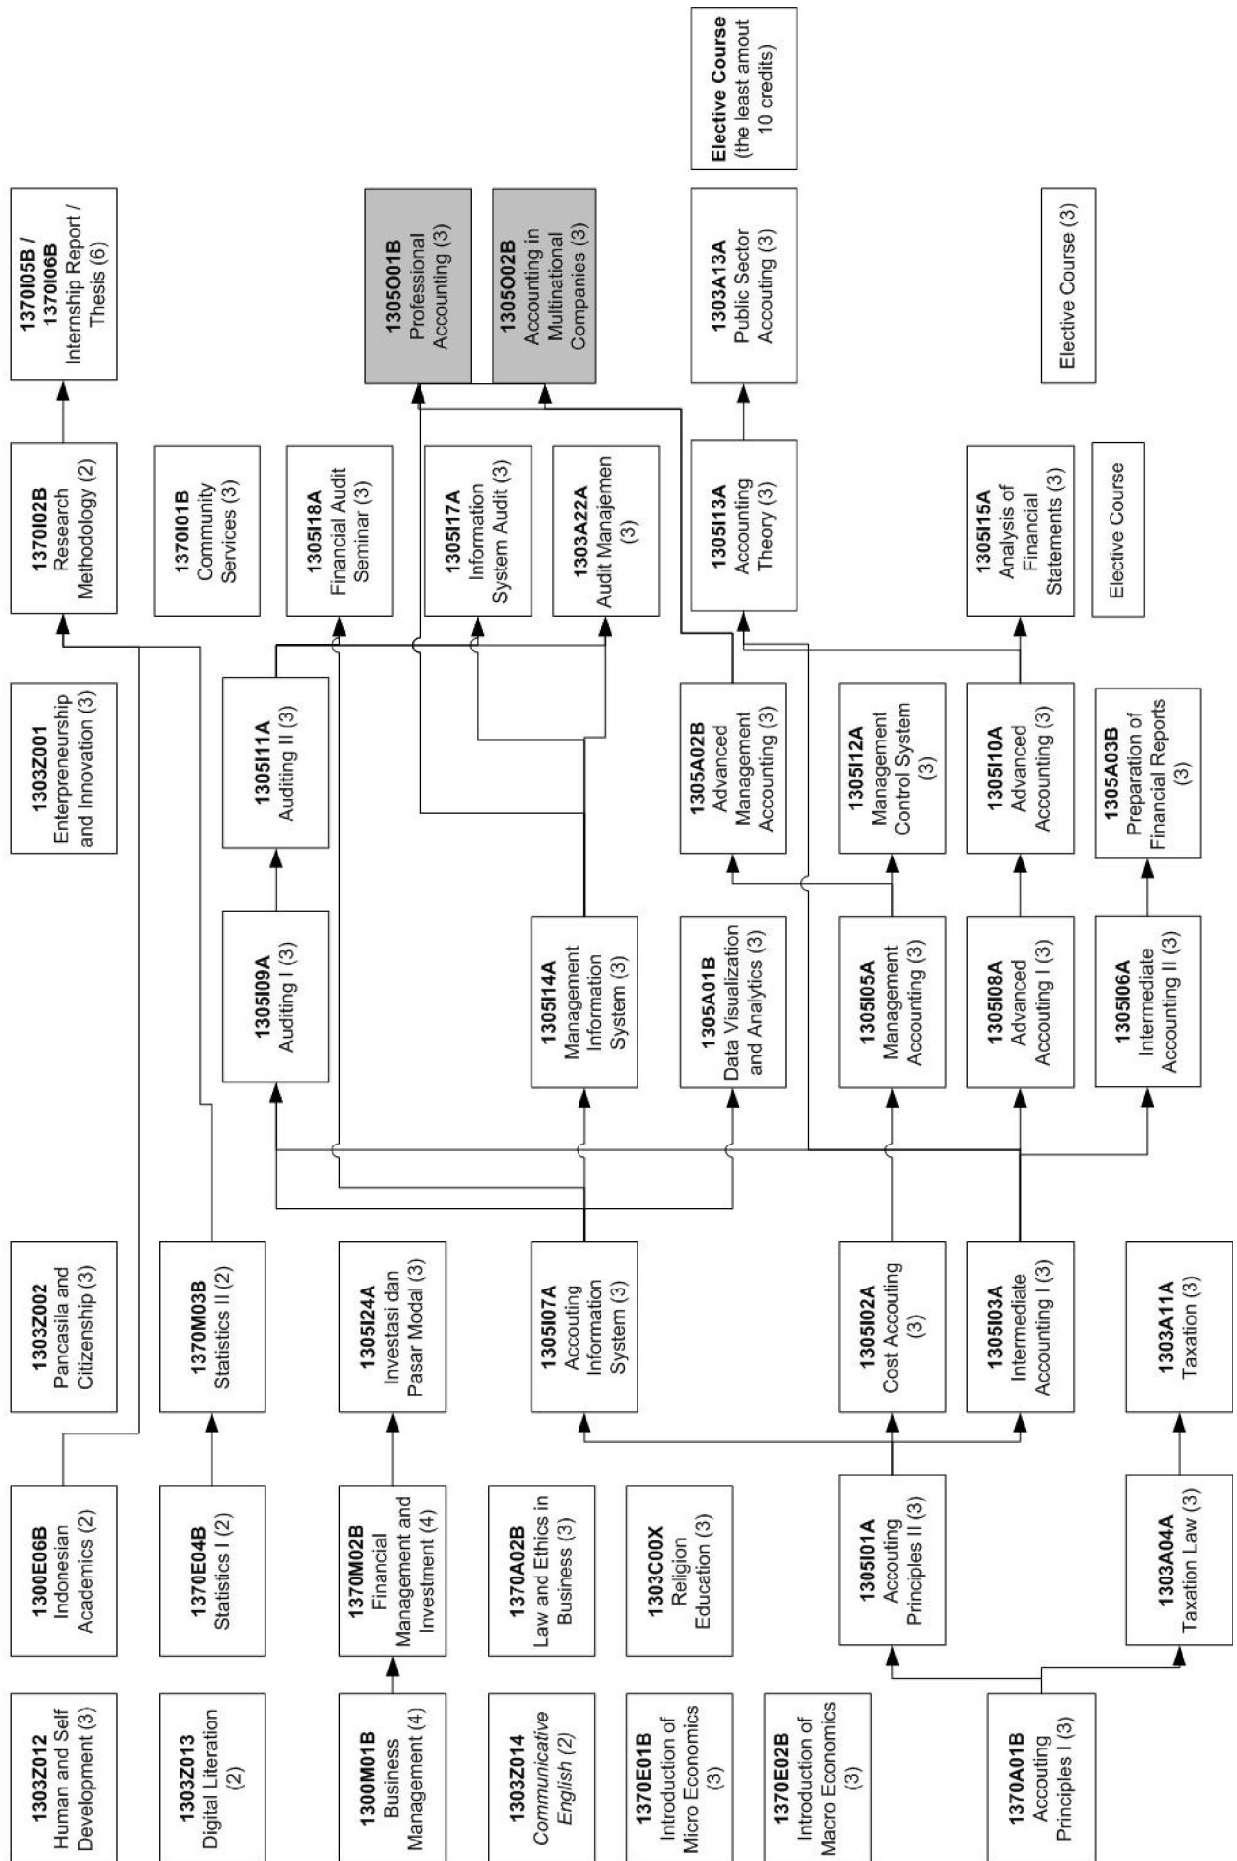 1303Z012
Human and Self
Development (3)
1303Z013
Digital Literation
(2)
1300M01B
Business
Management (4)
1303Z014
Communicative
English (2)
1370E01B
Introduction of
Micro Economics
(3)
1370E02B
Introduction of
Macro Economics
(3)
1370A01B
Accouting
Principles I (3)
1300E06B
Indonesian
Academics (2)
1370E04B
Statistics I (2)
1370M02B
Financial
Management and
Investment (4)
1370A02B
Law and Ethics in
Business (3)
1303C00X
Religion
Education (3)
1305I01A
Accouting
Principles II (3)
1303A04A
Taxation Law (3)
1303Z002
Pancasila and
Citizenship (3)
1370M03B
Statistics II (2)
1305I24A
Investasi dan
Pasar Modal (3)
1305I07A
Accouting
Information
System (3)
1305I02A
Cost Accouting
(3)
1305I03A
Intermediate
Accounting I (3)
1303A11A
Taxation (3)
1305I09A
Auditing I (3)
1305I14A
Management
Information
System (3)
1305A01B
Data Visualization
and Analytics (3)
1305I05A
Management
Accounting (3)
1305I08A
Advanced
Accouting I (3)
1305I06A
Intermediate
Accounting II (3)
1303Z001
Enterpreneurship
and Innovation (3)
1305I11A
Auditing II (3)
1305A02B
Advanced
Management
Accounting (3)
1305I12A
Management
Control System
(3)
1305I10A
Advanced
Accounting (3)
1305A03B
Preparation of
Financial Reports
(3)
1370I02B
Research
Methodology (2)
1370I01B
Community
Services (3)
1305I18A
Financial Audit
Seminar (3)
1305I17A
Information
System Audit (3)
1303A22A
Audit Manajemen
(3)
1305I13A
Accounting
Theory (3)
1305I15A
Analysis of
Financial
Statements (3)
Elective Course
1370I05B /
1370I06B
Internship Report /
Thesis (6)
1305O01B
Professional
Accounting (3)
1305O02B
Accounting in
Multinational
Companies (3)
1303A13A
Public Sector
Accouting (3)
Elective Course (3)
Elective Course
(the least amout
10 credits)